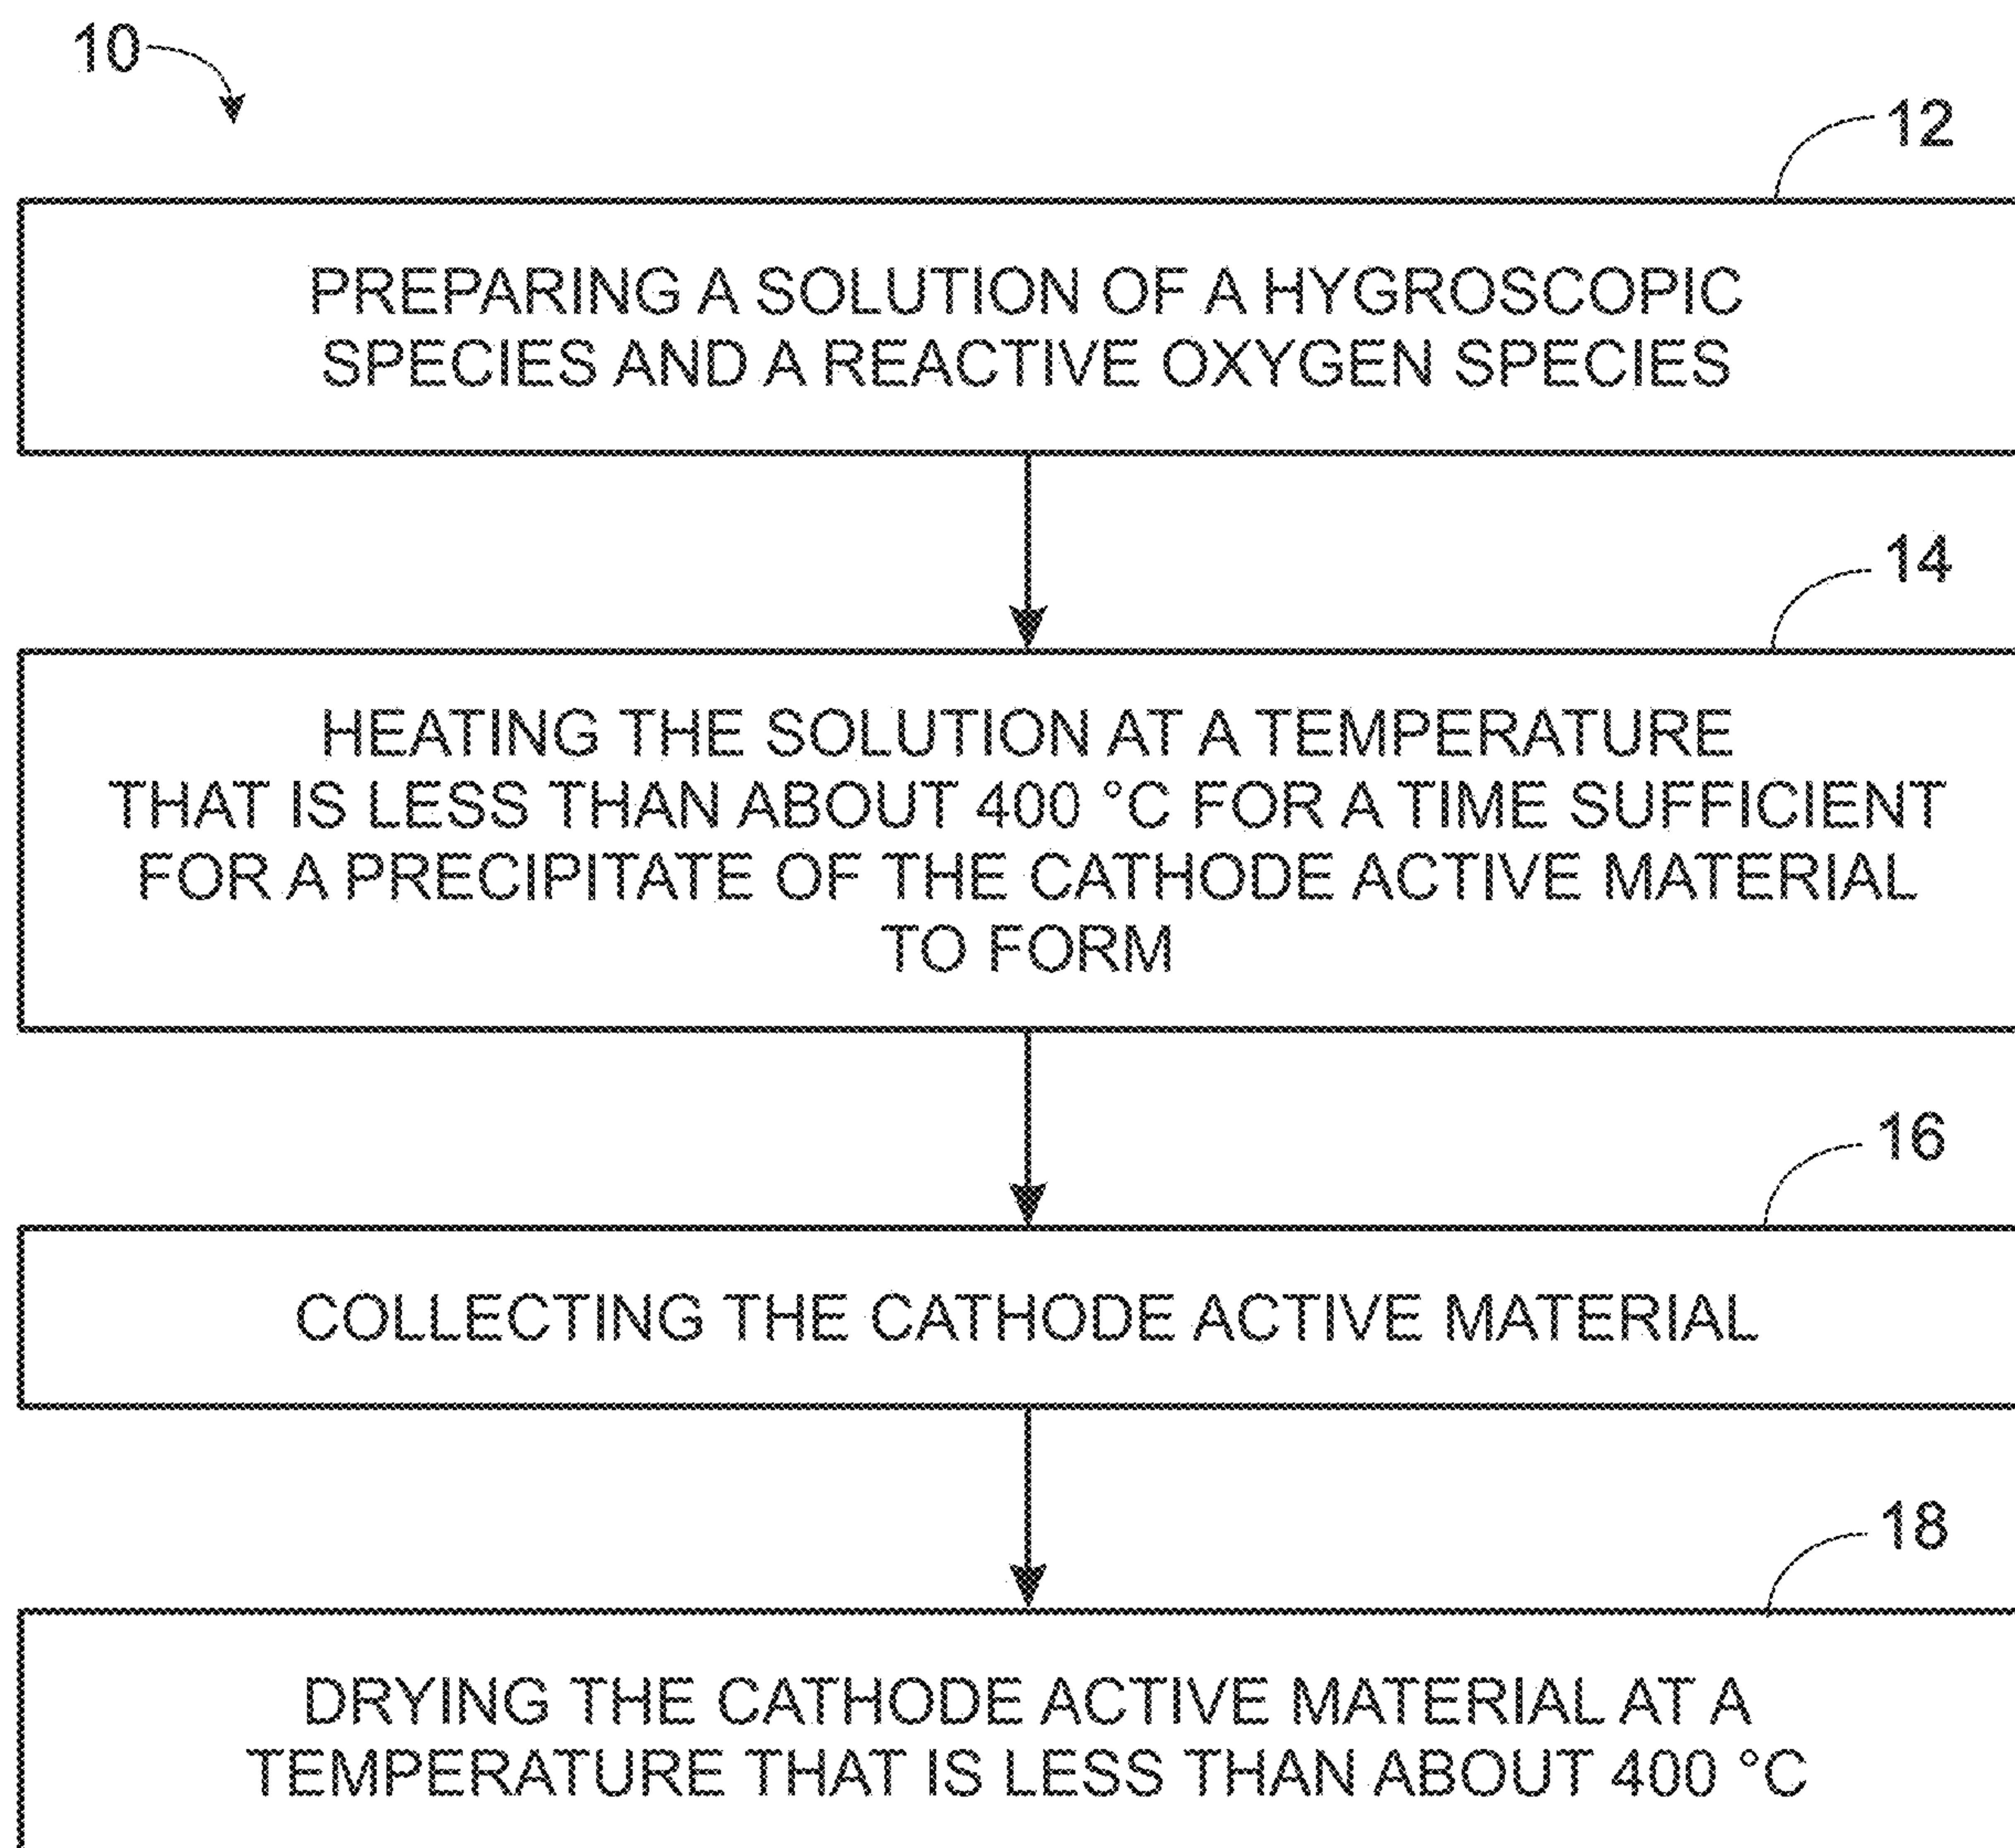 10
12
PREPARING A SOLUTION OF A HYGROSCOPIC
SPECIES AND A REACTIVE OXYGEN SPECIES
14
HEATING THE SOLUTION AT A TEMPERATURE
THAT IS LESS THAN ABOUT 400 °C FOR A TIME SUFFICIENT
FOR A PRECIPITATE OF THE CATHODE ACTIVE MATERIAL
TO FORM
16
COLLECTING THE CATHODE ACTIVE MATERIAL
18
DRYING THE CATHODE ACTIVE MATERIAL AT A
TEMPERATURE THAT IS LESS THAN ABOUT 400 °C